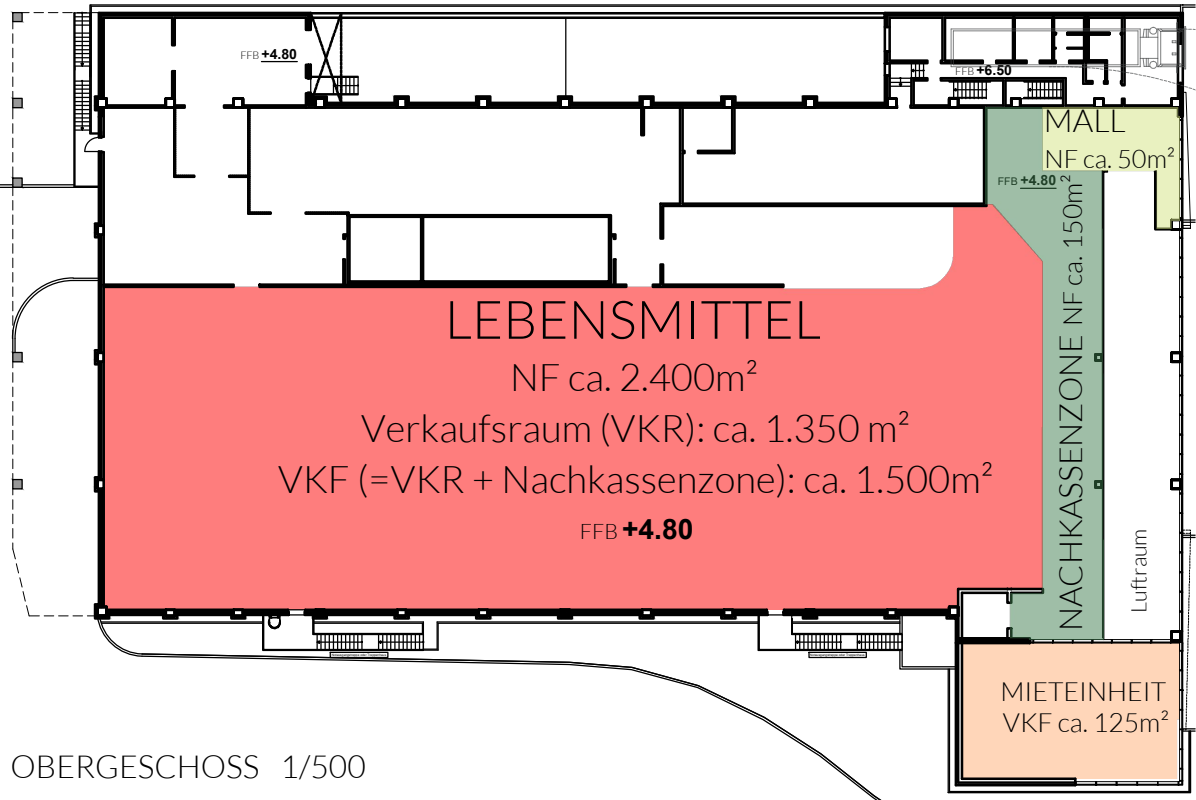 FFB +4.80
FFB +6.50
MALL
NF ca. 50m²
FFB +4.80
NACHKASSENZONE NF ca. 150m²
LEBENSMITTEL
NF ca. 2.400m²
Verkaufsraum (VKR): ca. 1.350 m²
VKF (=VKR + Nachkassenzone): ca. 1.500m²
FFB +4.80
Luftraum
MIETEINHEIT
VKF ca. 125m²
OBERGESCHOSS 1/500